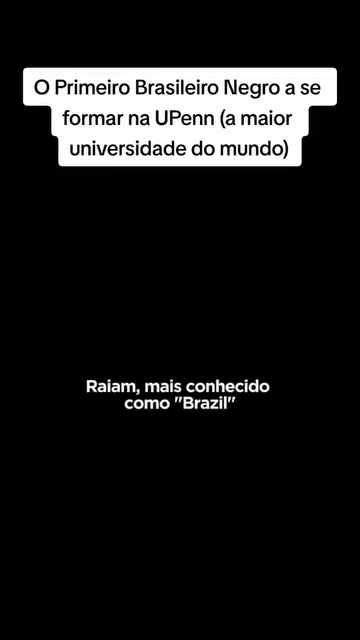 O Primeiro Brasileiro Negro a se
formar na UPenn (a maior
universidade do mundo)
Raiam, mais conhecido
como "Brazil"